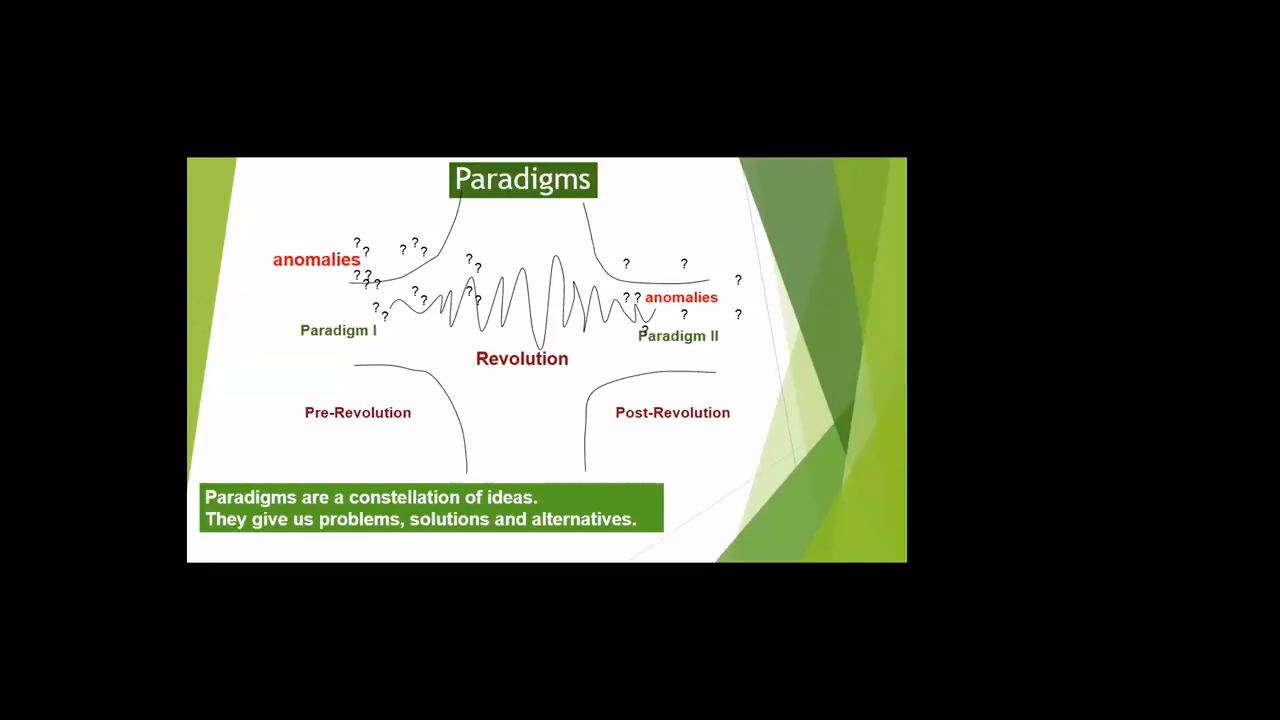 Paradigms
? ? ? ? ?
anomalies ? ? ? ?
? ? ? ? ? ?
? ? ? ? ? ? anomalies
? ? ? ?
Paradigm I ? Paradigm II
Revolution
Pre-Revolution Post-Revolution
Paradigms are a constellation of ideas.
They give us problems, solutions and alternatives.